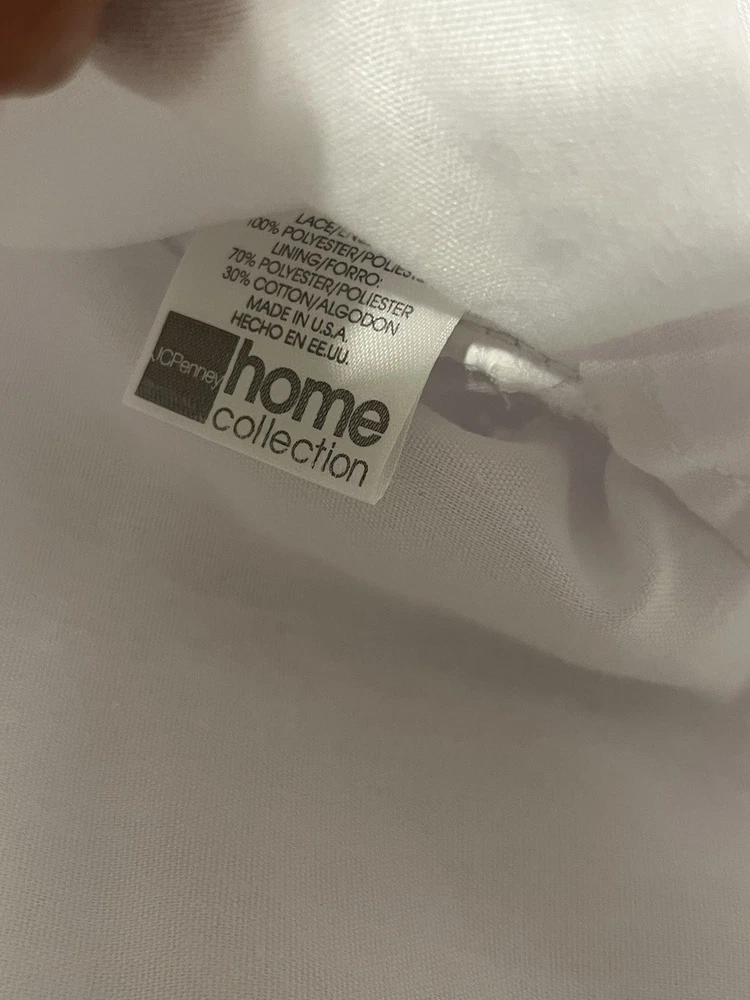 LACE/
100% POLYESTER/
LINING/FORRO:
70% POLYESTER/POLIESTER
30% COTTON/ALGODON
MADE IN U.S.A.
HECHO EN EE.UU.
JCPenney
home
collection